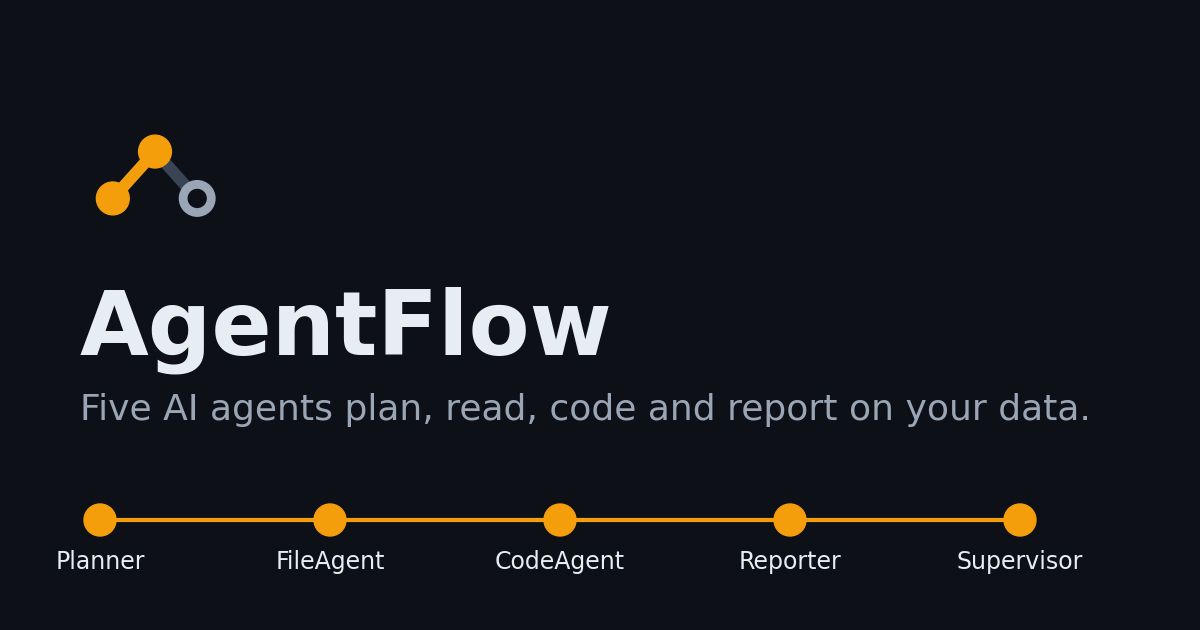 AgentFlow
Five AI agents plan, read, code and report on your data.
Planner FileAgent CodeAgent Reporter Supervisor